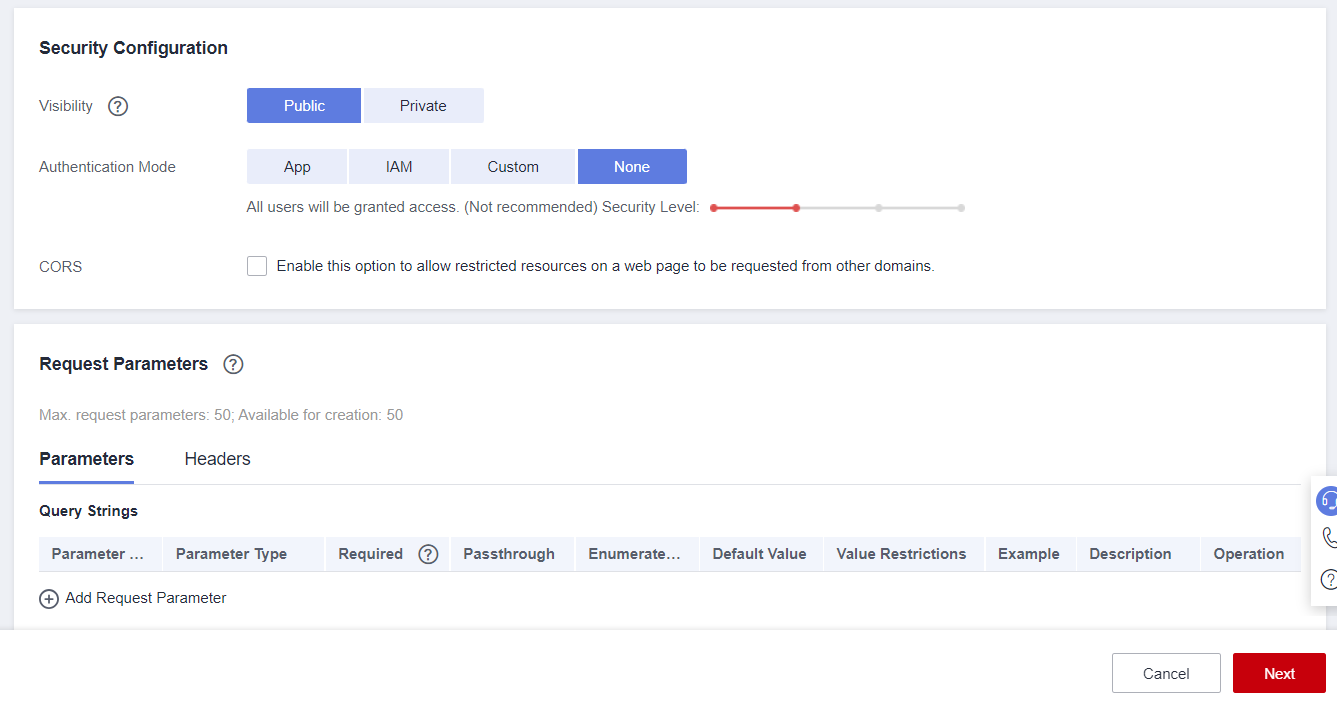 Security Configuration
Visibility ? Public Private
Authentication Mode App IAM Custom None
All users will be granted access. (Not recommended) Security Level:
CORS Enable this option to allow restricted resources on a web page to be requested from other domains.
Request Parameters ?
Max. request parameters: 50; Available for creation: 50
Parameters Headers
Query Strings
Parameter ... Parameter Type Required ? Passthrough Enumerate... Default Value Value Restrictions Example Description Operation
Add Request Parameter
?
Cancel Next